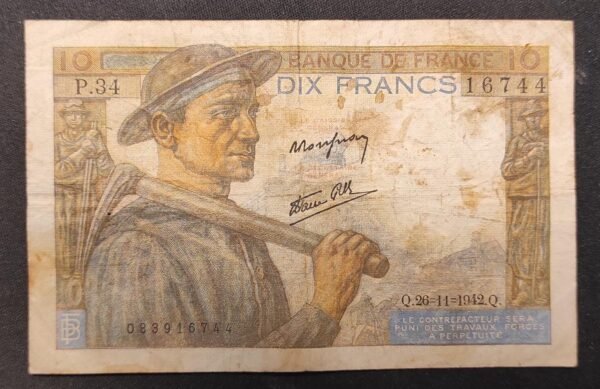 10 BANQUE DE FRANCE 10
P.34 DIX FRANCS 16744
Q.26-11=1942.Q.
083916744
LE CONTREFACTEUR SERA
PUNI DES TRAVAUX FORCÉS
A PERPÉTUITÉ